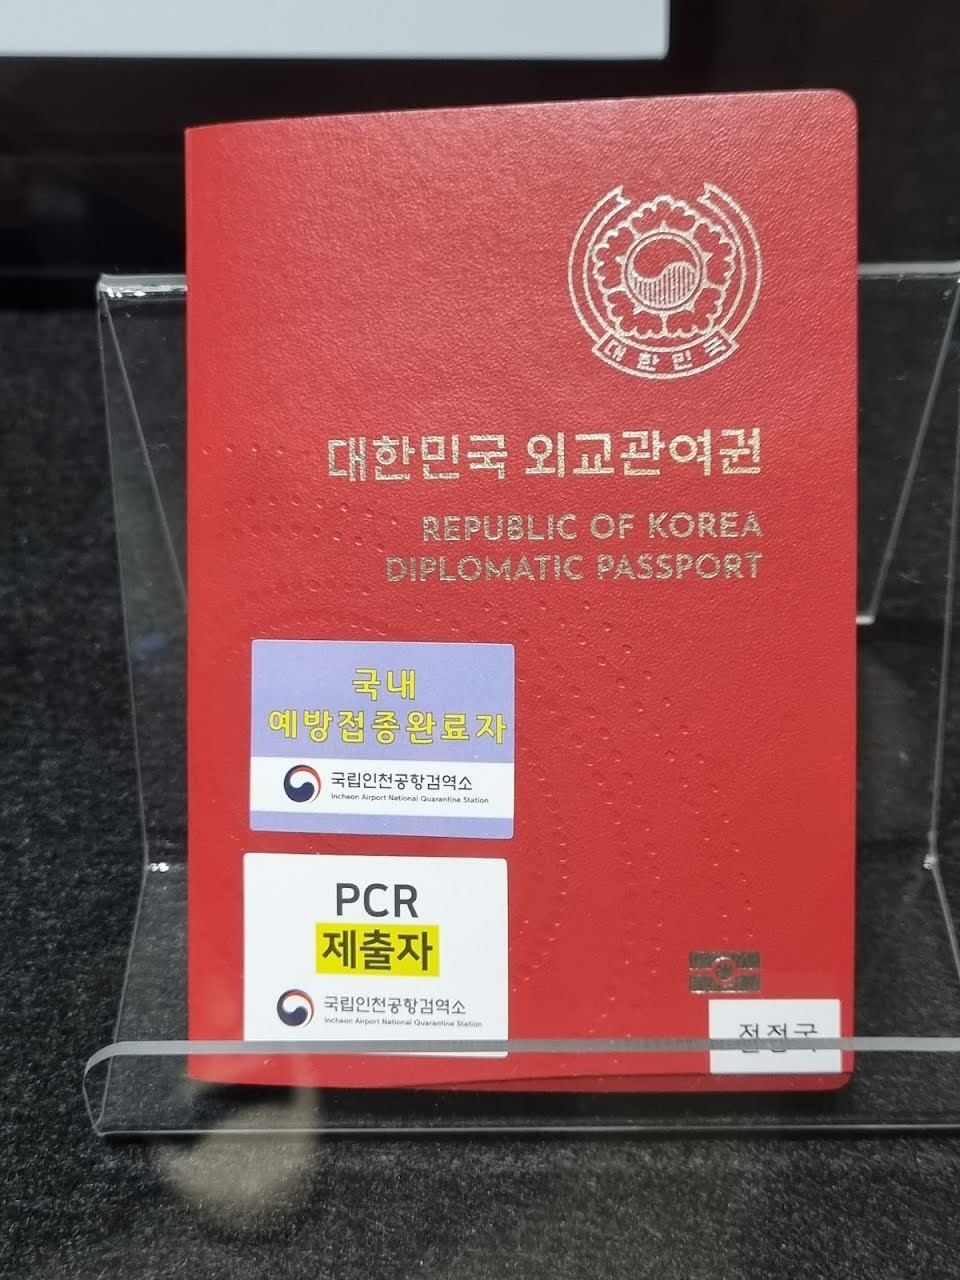 대한민국
대한민국 외교관여권
REPUBLIC OF KOREA
DIPLOMATIC PASSPORT
국내
예방접종완료자
국립인천공항검역소
Incheon Airport National Quarantine Station
PCR
제출자
국립인천공항검역소
Incheon Airport National Quarantine Station
전정국